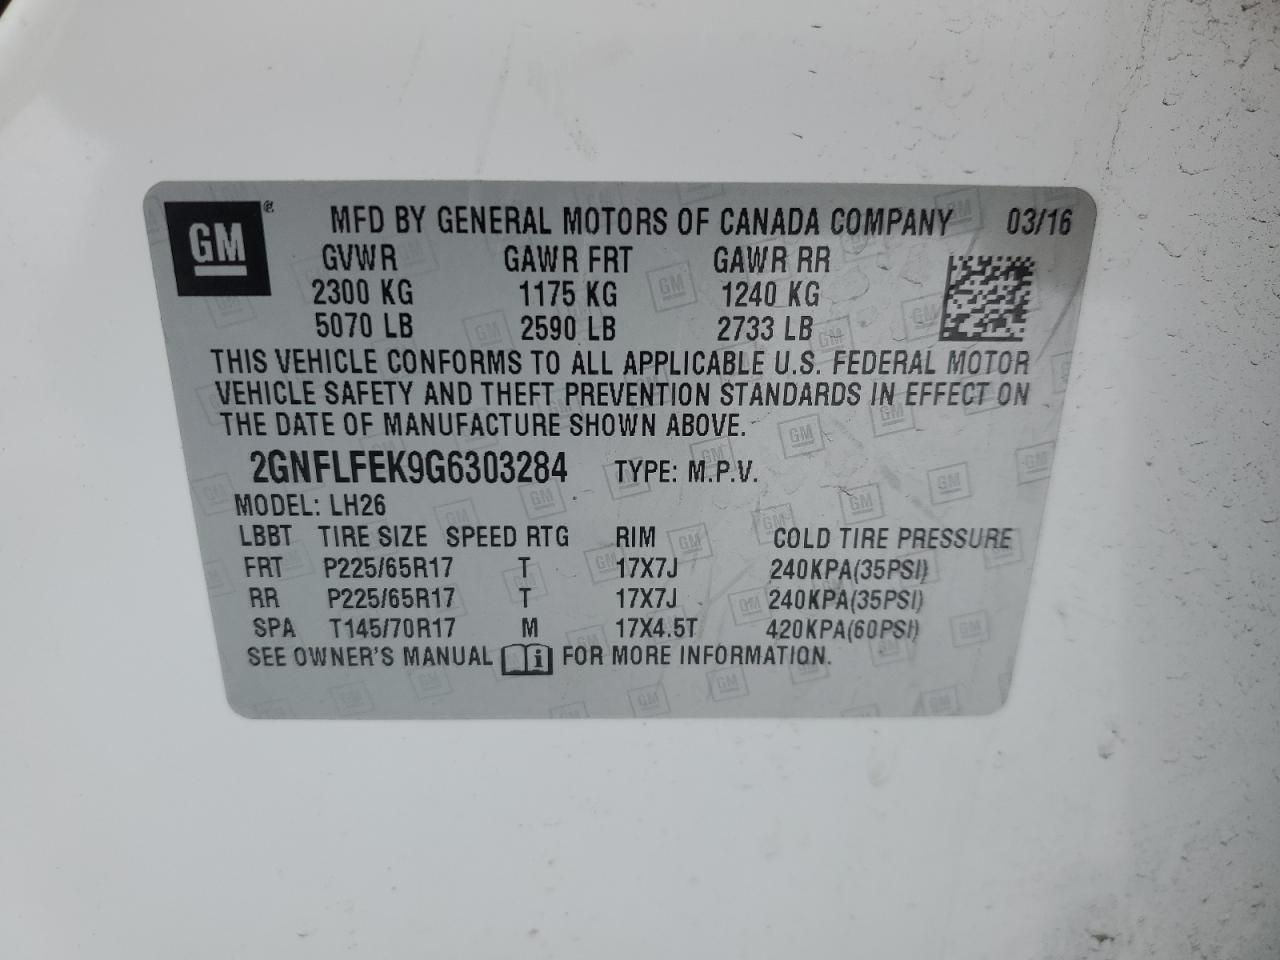 GM ® MFD BY GENERAL MOTORS OF CANADA COMPANY 03/16
GVWR GAWR FRT GAWR RR
2300 KG 1175 KG 1240 KG
5070 LB 2590 LB 2733 LB
THIS VEHICLE CONFORMS TO ALL APPLICABLE U.S. FEDERAL MOTOR
VEHICLE SAFETY AND THEFT PREVENTION STANDARDS IN EFFECT ON
THE DATE OF MANUFACTURE SHOWN ABOVE.
2GNFLFEK9G6303284 TYPE: M.P.V.
MODEL: LH26
LBBT TIRE SIZE SPEED RTG RIM COLD TIRE PRESSURE
FRT P225/65R17 T 17X7J 240KPA(35PSI)
RR P225/65R17 T 17X7J 240KPA(35PSI)
SPA T145/70R17 M 17X4.5T 420KPA(60PSI)
SEE OWNER'S MANUAL i FOR MORE INFORMATION.